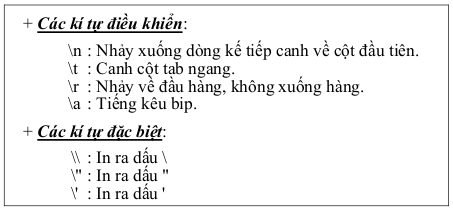 + Các kí tự điều khiển:
\n : Nhảy xuống dòng kế tiếp canh về cột đầu tiên.
\t : Canh cột tab ngang.
\r : Nhảy về đầu hàng, không xuống hàng.
\a : Tiếng kêu bip.
+ Các kí tự đặc biệt:
\\ : In ra dấu \
\" : In ra dấu "
\' : In ra dấu '